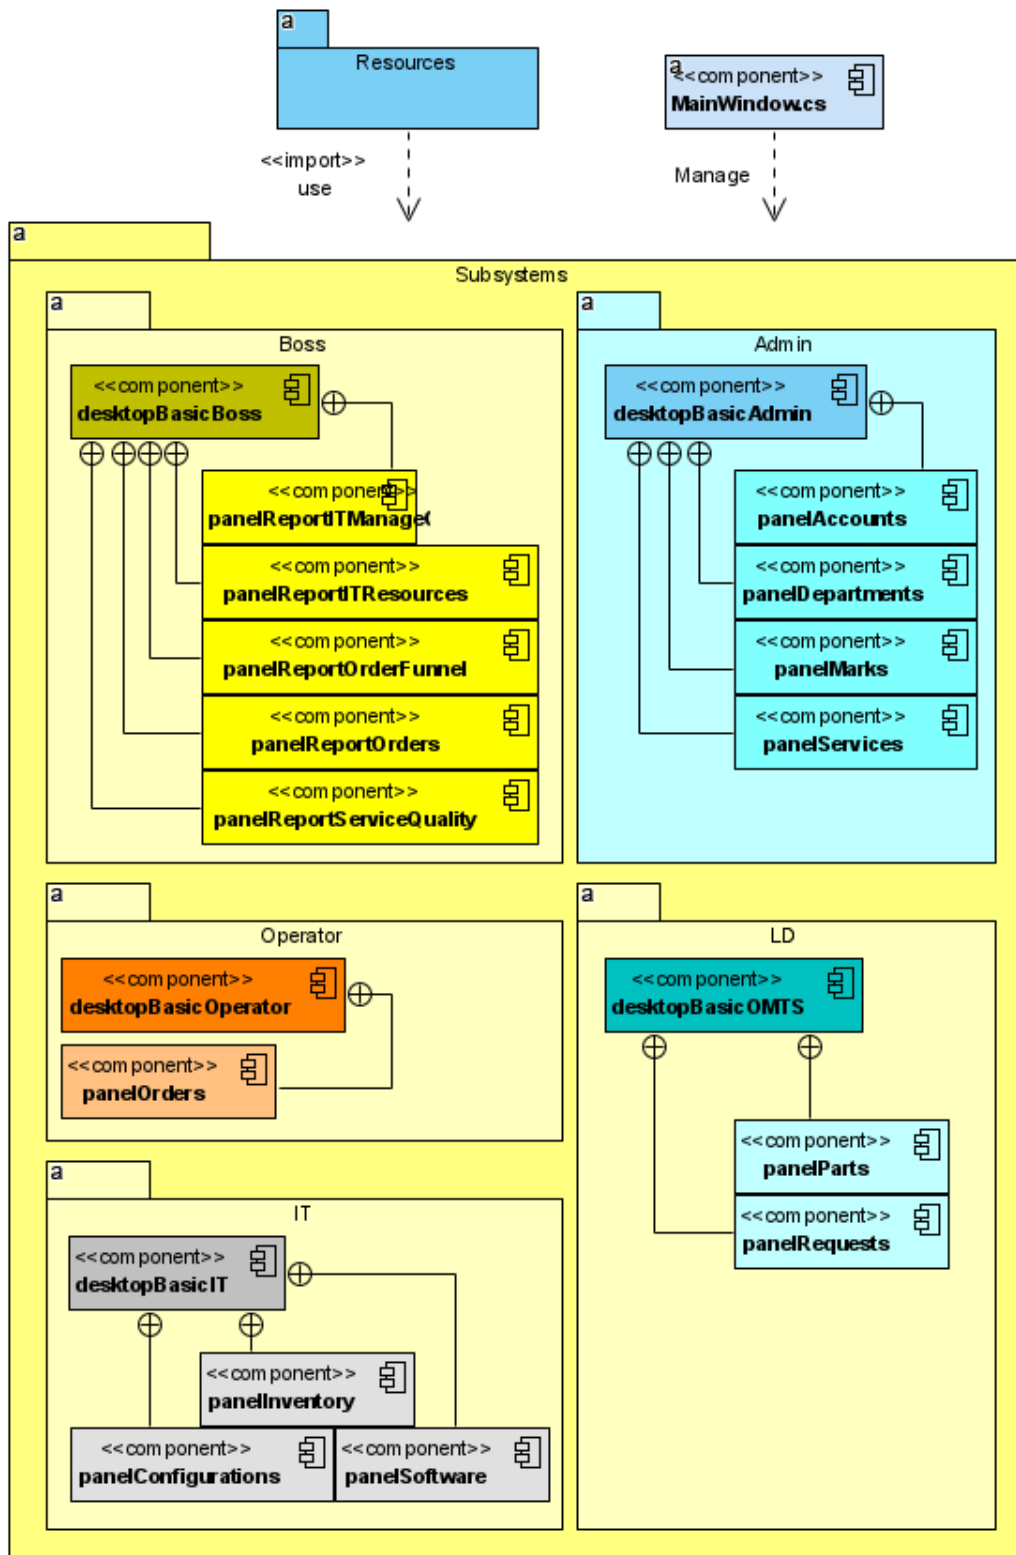 a
Resources
a
<<component>>
MainWindow.cs
<<import>>
use
Manage
a
Subsystems
a
Boss
<<component>>
desktopBasicBoss
<<component>>
panelReportITManage
<<component>>
panelReportITResources
<<component>>
panelReportOrderFunnel
<<component>>
panelReportOrders
<<component>>
panelReportServiceQuality
a
Admin
<<component>>
desktopBasicAdmin
<<component>>
panelAccounts
<<component>>
panelDepartments
<<component>>
panelMarks
<<component>>
panelServices
a
Operator
<<component>>
desktopBasicOperator
<<component>>
panelOrders
a
LD
<<component>>
desktopBasicOMTS
<<component>>
panelParts
<<component>>
panelRequests
a
IT
<<component>>
desktopBasicIT
<<component>>
panelInventory
<<component>>
panelConfigurations
<<component>>
panelSoftware